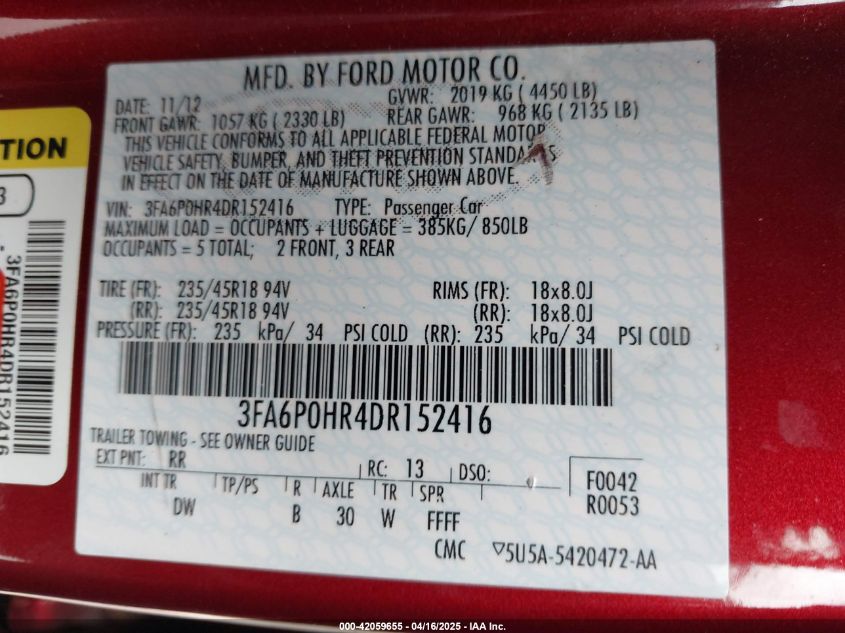 MFD. BY FORD MOTOR CO.
DATE: 11/12 GVWR: 2019 KG ( 4450 LB)
FRONT GAWR: 1057 KG ( 2330 LB) REAR GAWR: 968 KG ( 2135 LB)
THIS VEHICLE CONFORMS TO ALL APPLICABLE FEDERAL MOTOR
VEHICLE SAFETY, BUMPER, AND THEFT PREVENTION STANDARDS
IN EFFECT ON THE DATE OF MANUFACTURE SHOWN ABOVE.
VIN: 3FA6P0HR4DR152416 TYPE: Passenger Car
MAXIMUM LOAD = OCCUPANTS + LUGGAGE = 385KG/ 850LB
OCCUPANTS = 5 TOTAL; 2 FRONT, 3 REAR
TIRE (FR): 235/45R18 94V RIMS (FR): 18x8.0J
(RR): 235/45R18 94V (RR): 18x8.0J
PRESSURE (FR): 235 kPa/ 34 PSI COLD (RR): 235 kPa/ 34 PSI COLD
3FA6P0HR4DR152416
TRAILER TOWING - SEE OWNER GUIDE
EXT PNT: RR RC: 13 DSO:
INT TR TP/PS R AXLE TR SPR
DW B 30 W FFFF
F0042
R0053
CMC ▽5U5A-5420472-AA
TION
3
3FA6P0HR4DR152416
000-42059655 - 04/16/2025 - IAA Inc.